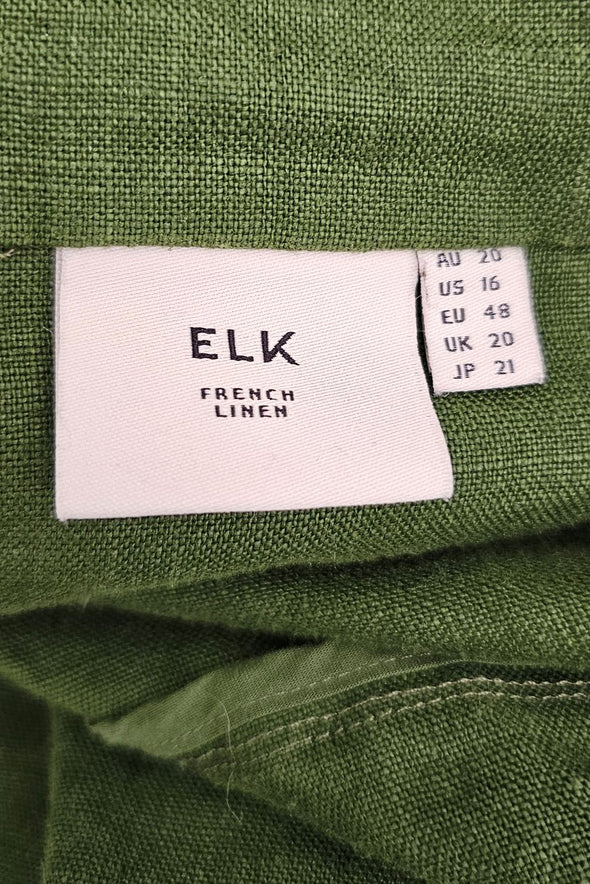 ELK
FRENCH
LINEN
AU 20
US 16
EU 48
UK 20
JP 21